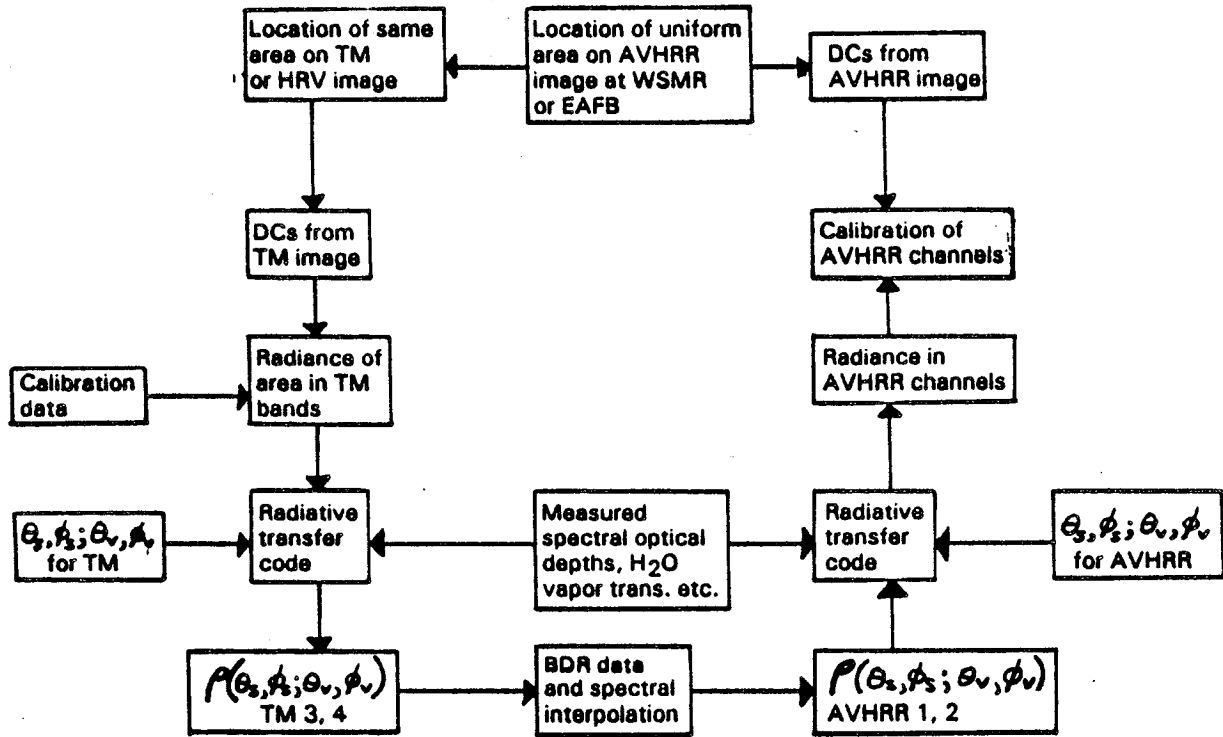 Location of same
area on TM
or HRV image
Location of uniform
area on AVHRR
image at WSMR
or EAFB
DCs from
AVHRR image
DCs from
TM image
Calibration of
AVHRR channels
Calibration
data
Radiance of
area in TM
bands
Radiance in
AVHRR channels
θs,ϕs;θv,ϕv
for TM
Radiative
transfer
code
Measured
spectral optical
depths, H2O
vapor trans. etc.
Radiative
transfer
code
θs,ϕs;θv,ϕv
for AVHRR
ρ(θs,ϕs;θv,ϕv)
TM 3, 4
BDR data
and spectral
interpolation
ρ(θs,ϕs;θv,ϕv)
AVHRR 1, 2